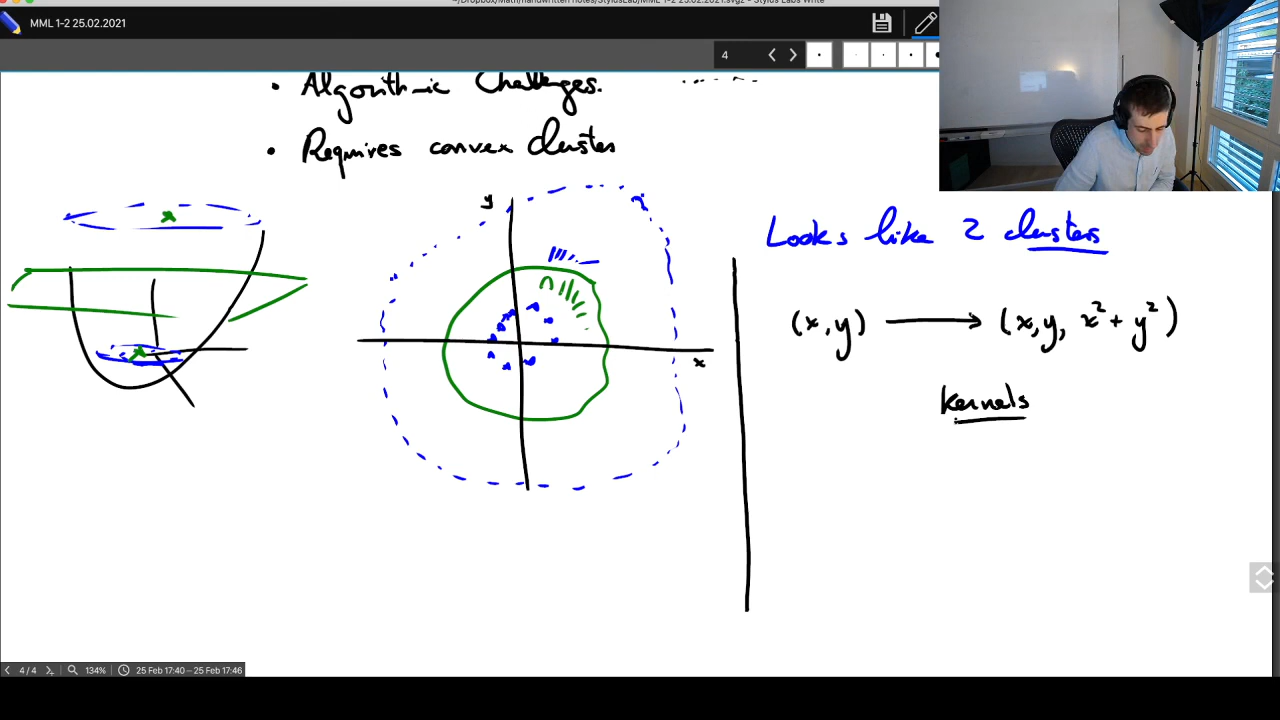 MML 1-2 25.02.2021
4
• Algorithmic Challenges.
• Requires convex clusters
y
x
Looks like 2 clusters
(x,y) ⟶ (x,y, x²+y²)
kernels
4/4 134% 25 Feb 17:40 – 25 Feb 17:46